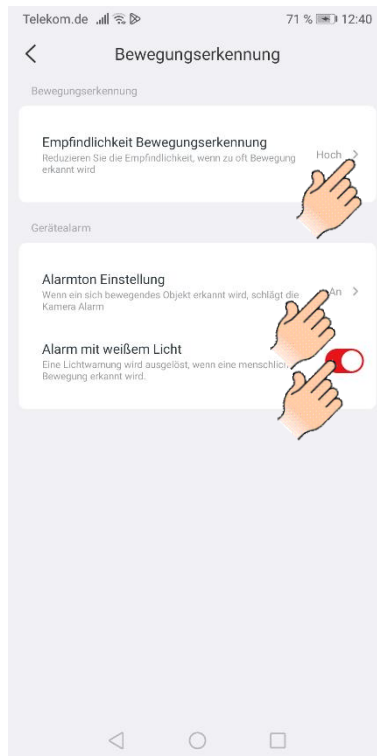 Telekom.de 71 % 12:40
Bewegungserkennung
Bewegungserkennung
Empfindlichkeit Bewegungserkennung
Reduzieren Sie die Empfindlichkeit, wenn zu oft Bewegung Hoch
erkannt wird
Gerätealarm
Alarmton Einstellung
Wenn ein sich bewegendes Objekt erkannt wird, schlägt die An
Kamera Alarm
Alarm mit weißem Licht
Eine Lichtwarnung wird ausgelöst, wenn eine
Bewegung erkannt wird.